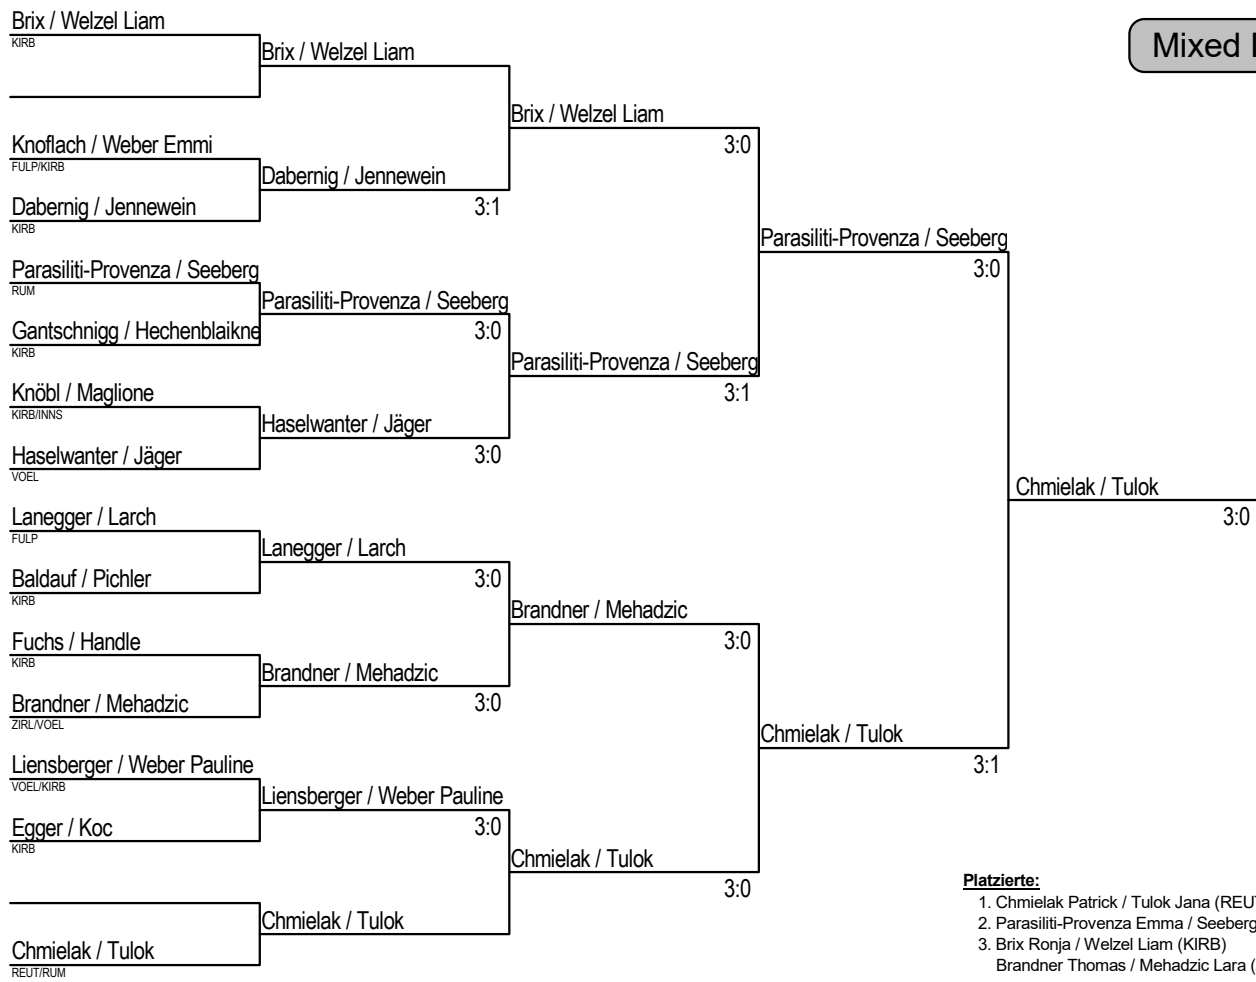 Mixed
Brix / Welzel Liam
KIRB
Knoflach / Weber Emmi
FULP/KIRB
Dabernig / Jennewein
KIRB
Parasiliti-Provenza / Seeberg
RUM
Gantschnigg / Hechenblaikne
KIRB
Knöbl / Maglione
KIRB/INNS
Haselwanter / Jäger
VOEL
Lanegger / Larch
FULP
Baldauf / Pichler
KIRB
Fuchs / Handle
KIRB
Brandner / Mehadzic
ZIRL/VOEL
Liensberger / Weber Pauline
VOEL/KIRB
Egger / Koc
KIRB
Chmielak / Tulok
REUT/RUM
Brix / Welzel Liam
Dabernig / Jennewein
3:1
Parasiliti-Provenza / Seeberg
3:0
Haselwanter / Jäger
3:0
Lanegger / Larch
3:0
Brandner / Mehadzic
3:0
Liensberger / Weber Pauline
3:0
Chmielak / Tulok
Brix / Welzel Liam
3:0
Parasiliti-Provenza / Seeberg
3:1
Brandner / Mehadzic
3:0
Chmielak / Tulok
3:0
Parasiliti-Provenza / Seeberg
3:0
Chmielak / Tulok
3:1
Chmielak / Tulok
3:0
Platzierte:
1. Chmielak Patrick / Tulok Jana (REU
2. Parasiliti-Provenza Emma / Seeberg
3. Brix Ronja / Welzel Liam (KIRB)
Brandner Thomas / Mehadzic Lara (